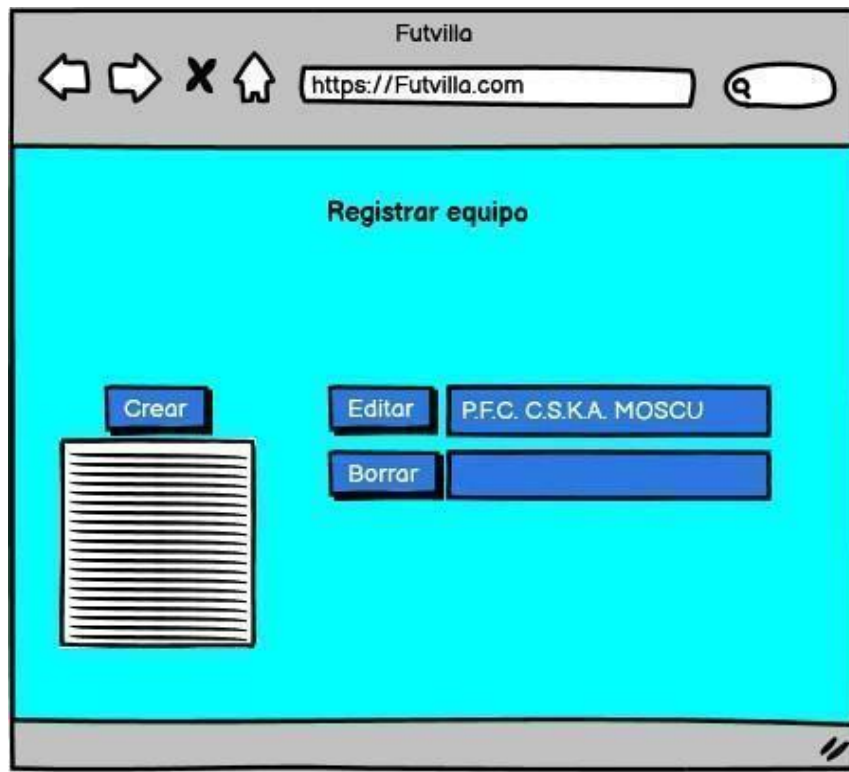 Futvilla
https://Futvilla.com
Registrar equipo
Crear
Editar
P.F.C. C.S.K.A. MOSCU
Borrar